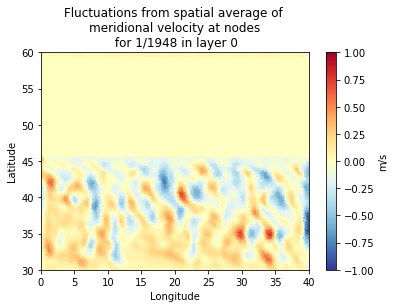 Fluctuations from spatial average of
meridional velocity at nodes
for 1/1948 in layer 0
60
55
50
45
40
35
30
Latitude
0 5 10 15 20 25 30 35 40
Longitude
1.00
0.75
0.50
0.25
0.00
−0.25
−0.50
−0.75
−1.00
m/s